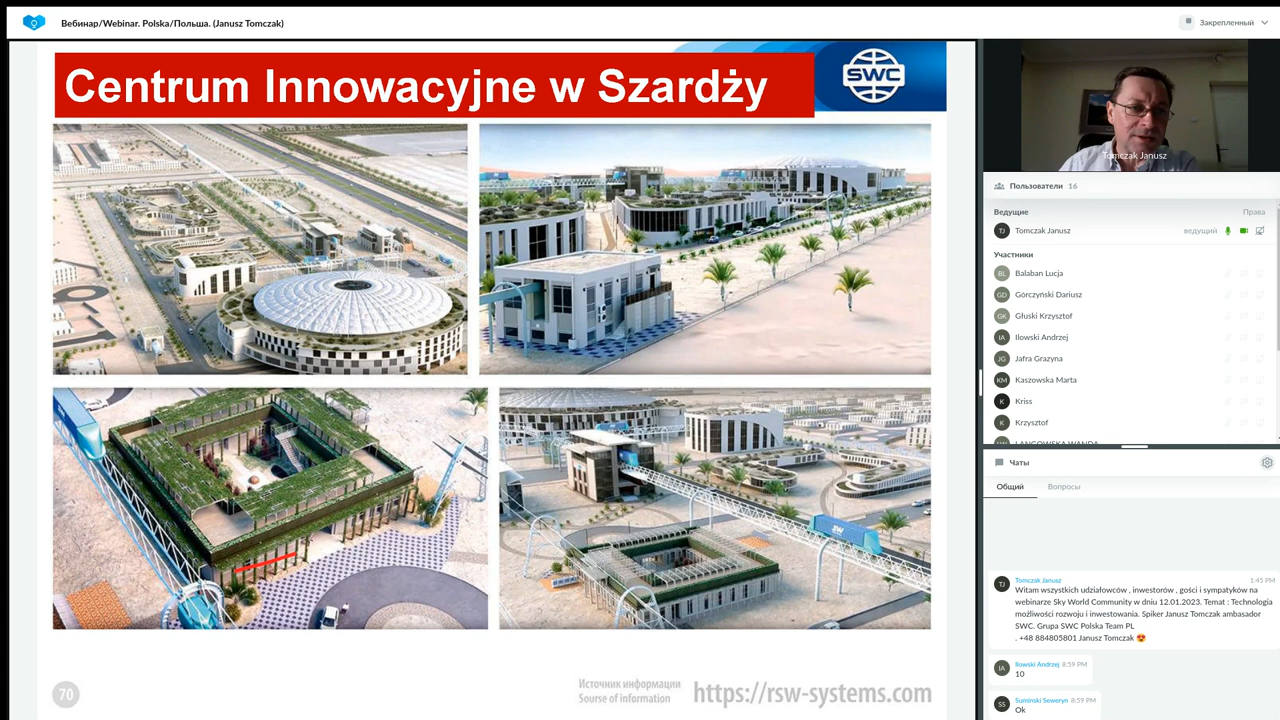 Вебинар/Webinar. Polska/Польша. (Janusz Tomczak)
Закрепленный
Centrum Innowacyjne w Szardży
SWC
Tomczak Janusz
Пользователи 16
Ведущие Права
TJ Tomczak Janusz ведущий
Участники
BL Balaban Lucja
GD Górczyński Dariusz
GK Głuski Krzysztof
IA Ilowski Andrzej
JG Jafra Grazyna
KM Kaszowska Marta
K Kriss
K Krzysztof
LANGOWSKA WANDA
Чаты
Общий Вопросы
TJ Tomczak Janusz 1:45 PM
Witam wszystkich udziałowców , inwestorów , gości i sympatyków na
webinarze Sky World Community w dniu 12.01.2023. Temat : Technologia
możliwości rozwoju i inwestowania. Spiker Janusz Tomczak ambasador
SWC. Grupa SWC Polska Team PL
. +48 884805801 Janusz Tomczak 😍
IA Ilowski Andrzej 8:59 PM
10
SS Suminski Seweryn 8:59 PM
Ok
70
Источник информации
Sourse of information
https://rsw-systems.com